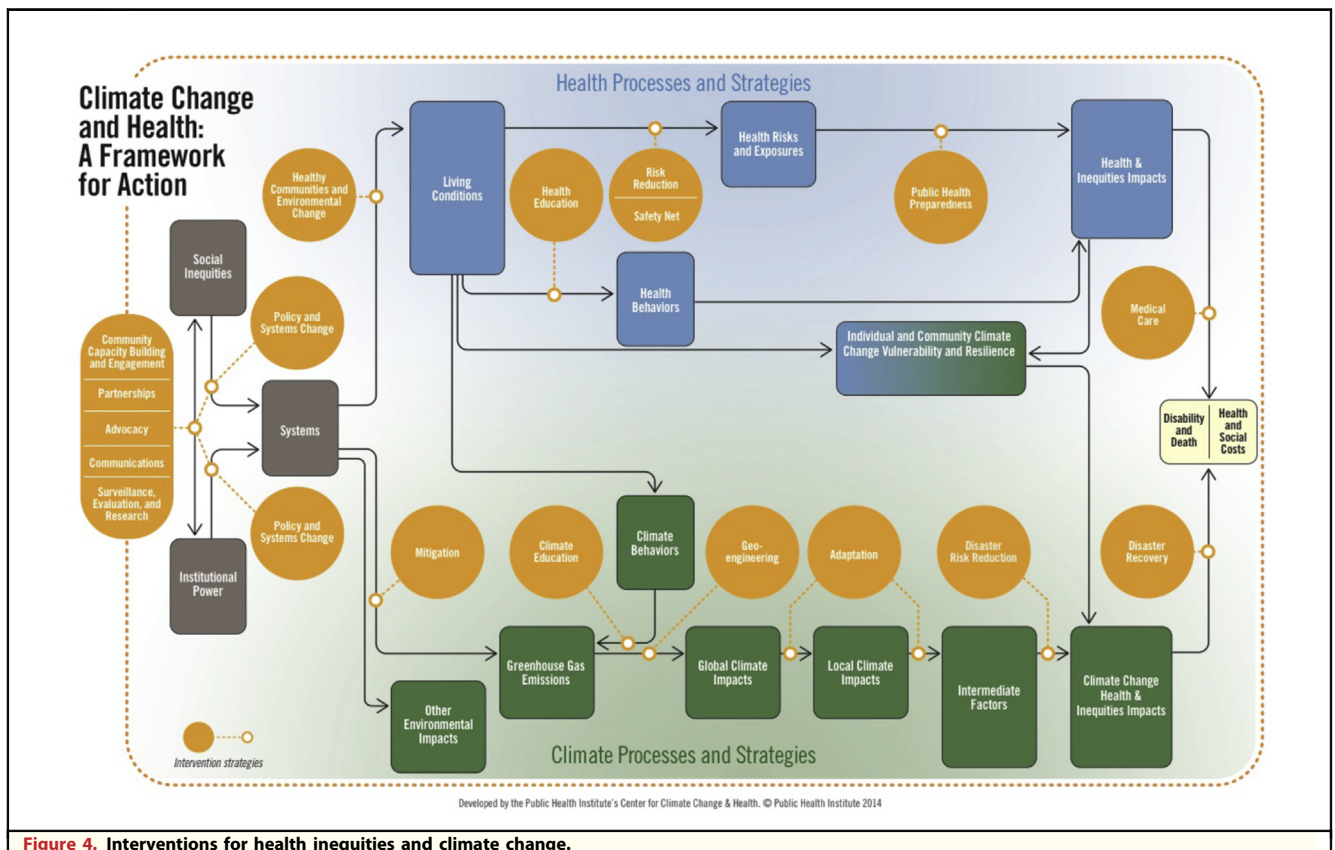 Climate Change
and Health:
A Framework
for Action
Health Processes and Strategies
Healthy
Communities and
Environmental
Change
Living
Conditions
Health
Education
Risk
Reduction
Safety Net
Health Risks
and Exposures
Public Health
Preparedness
Health &
Inequities Impacts
Social
Inequities
Policy and
Systems Change
Health
Behaviors
Medical
Care
Individual and Community Climate
Change Vulnerability and Resilience
Community
Capacity Building
and Engagement
Partnerships
Advocacy
Communications
Surveillance,
Evaluation, and
Research
Systems
Disability
and
Death
Health
and
Social
Costs
Policy and
Systems Change
Institutional
Power
Mitigation
Climate
Education
Climate
Behaviors
Geo-
engineering
Adaptation
Disaster
Risk Reduction
Disaster
Recovery
Greenhouse Gas
Emissions
Global Climate
Impacts
Local Climate
Impacts
Intermediate
Factors
Climate Change
Health &
Inequities Impacts
Other
Environmental
Impacts
Climate Processes and Strategies
Intervention strategies
Developed by the Public Health Institute's Center for Climate Change & Health. © Public Health Institute 2014
Figure 4. Interventions for health inequities and climate change.